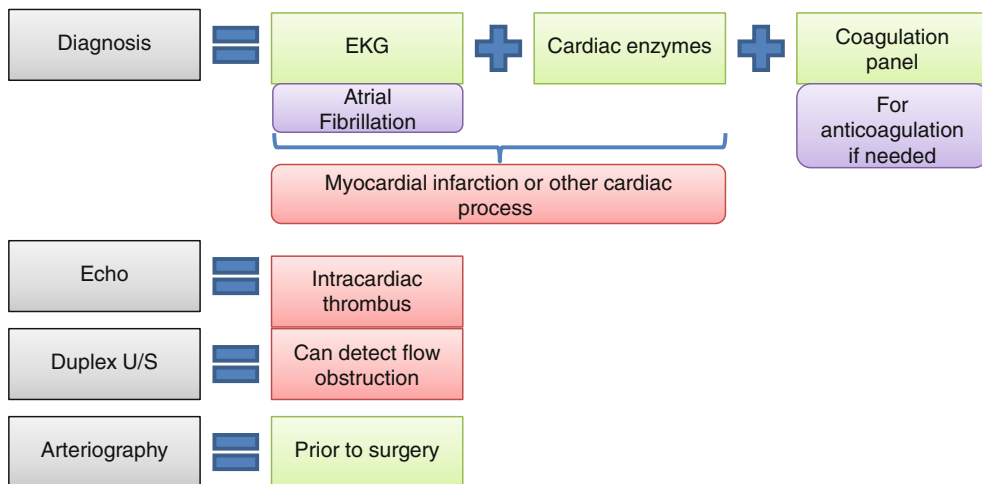 Diagnosis
EKG
Cardiac enzymes
Coagulation
panel
Atrial
Fibrillation
For
anticoagulation
if needed
Myocardial infarction or other cardiac
process
Echo
Intracardiac
thrombus
Duplex U/S
Can detect flow
obstruction
Arteriography
Prior to surgery